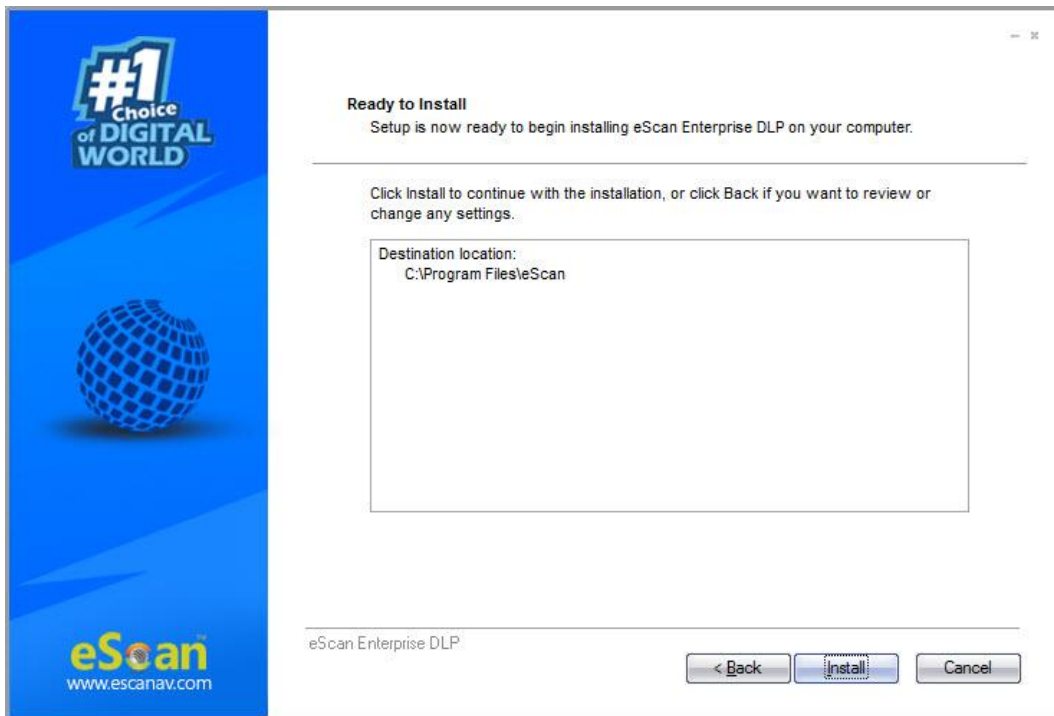 #1
Choice
of DIGITAL
WORLD
Ready to Install
Setup is now ready to begin installing eScan Enterprise DLP on your computer.
Click Install to continue with the installation, or click Back if you want to review or
change any settings.
Destination location:
C:\Program Files\eScan
eScan™
www.escanav.com
eScan Enterprise DLP
< Back
Install
Cancel